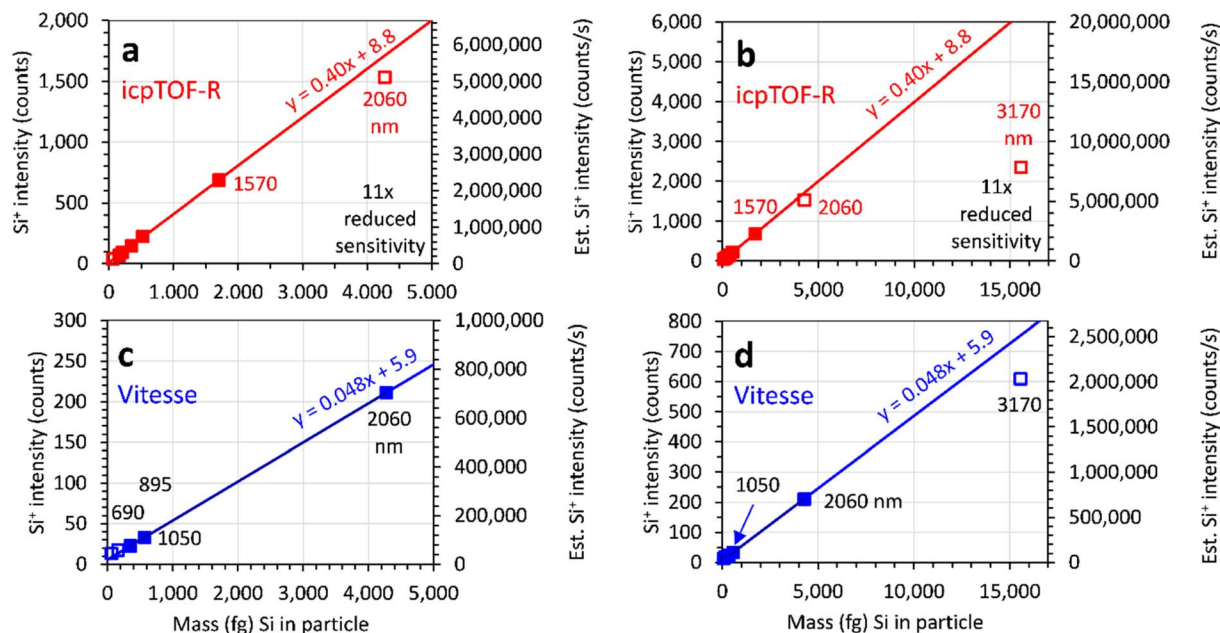 a
icpTOF-R
y = 0.40x + 8.8
2060
nm
1570
11x
reduced
sensitivity
Si⁺ intensity (counts)
2,000
1,500
1,000
500
0
0 1.000 2.000 3.000 4.000 5.000
6,000,000
5,000,000
4,000,000
3,000,000
2,000,000
1,000,000
0
Est. Si⁺ intensity (counts/s)
b
icpTOF-R
y = 0.40x + 8.8
3170
nm
1570
2060
11x
reduced
sensitivity
Si⁺ intensity (counts)
6,000
5,000
4,000
3,000
2,000
1,000
0
0 5,000 10,000 15,000
20,000,000
15,000,000
10,000,000
5,000,000
0
Est. Si⁺ intensity (counts/s)
c
Vitesse
y = 0.048x + 5.9
2060
nm
895
690
1050
Si⁺ intensity (counts)
300
250
200
150
100
50
0
0 1,000 2,000 3,000 4,000 5,000
Mass (fg) Si in particle
1,000,000
800,000
600,000
400,000
200,000
0
Est. Si⁺ intensity (counts/s)
d
Vitesse
y = 0.048x + 5.9
3170
1050
2060 nm
Si⁺ intensity (counts)
800
700
600
500
400
300
200
100
0
0 5,000 10,000 15,000
Mass (fg) Si in particle
2,500,000
2,000,000
1,500,000
1,000,000
500,000
0
Est. Si⁺ intensity (counts/s)